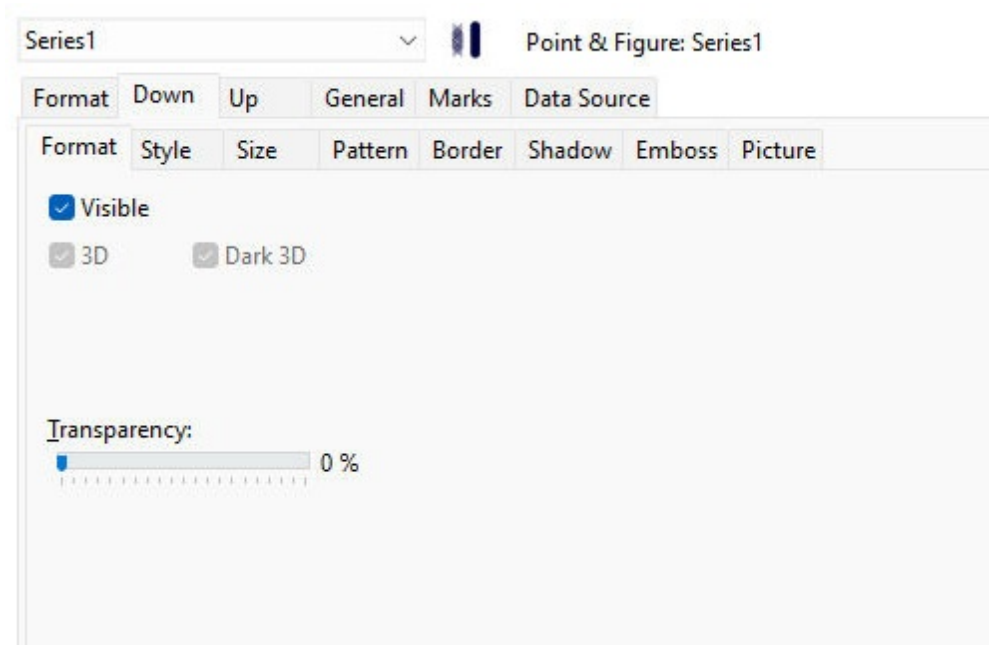 Series1 Point & Figure: Series1
Format Down Up General Marks Data Source
Format Style Size Pattern Border Shadow Emboss Picture
Visible
3D Dark 3D
Transparency:
0 %